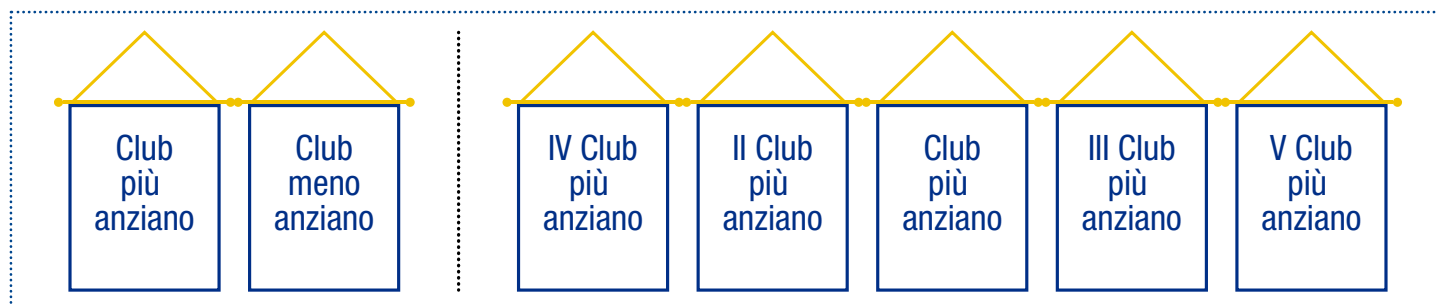 Club
più
anziano
Club
meno
anziano
IV Club
più
anziano
II Club
più
anziano
Club
più
anziano
III Club
più
anziano
V Club
più
anziano